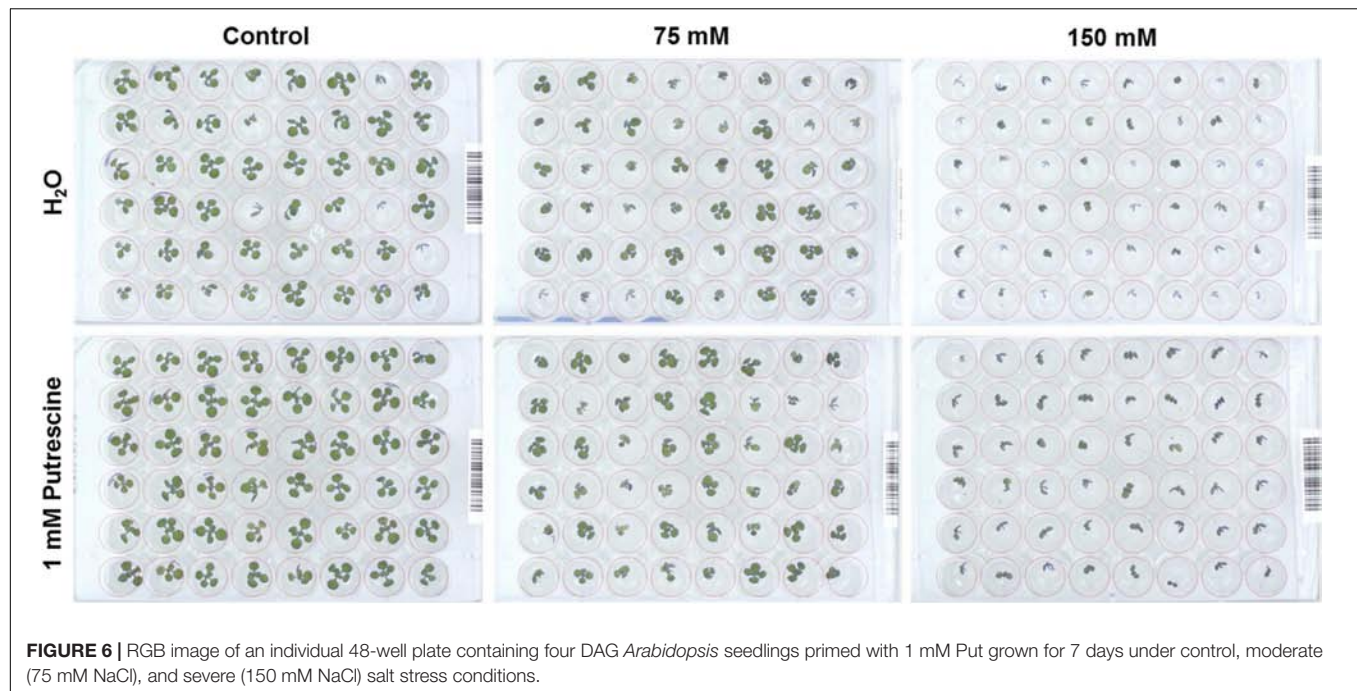 Control 75 mM 150 mM
H₂O
1 mM Putrescine
FIGURE 6 | RGB image of an individual 48-well plate containing four DAG Arabidopsis seedlings primed with 1 mM Put grown for 7 days under control, moderate
(75 mM NaCl), and severe (150 mM NaCl) salt stress conditions.